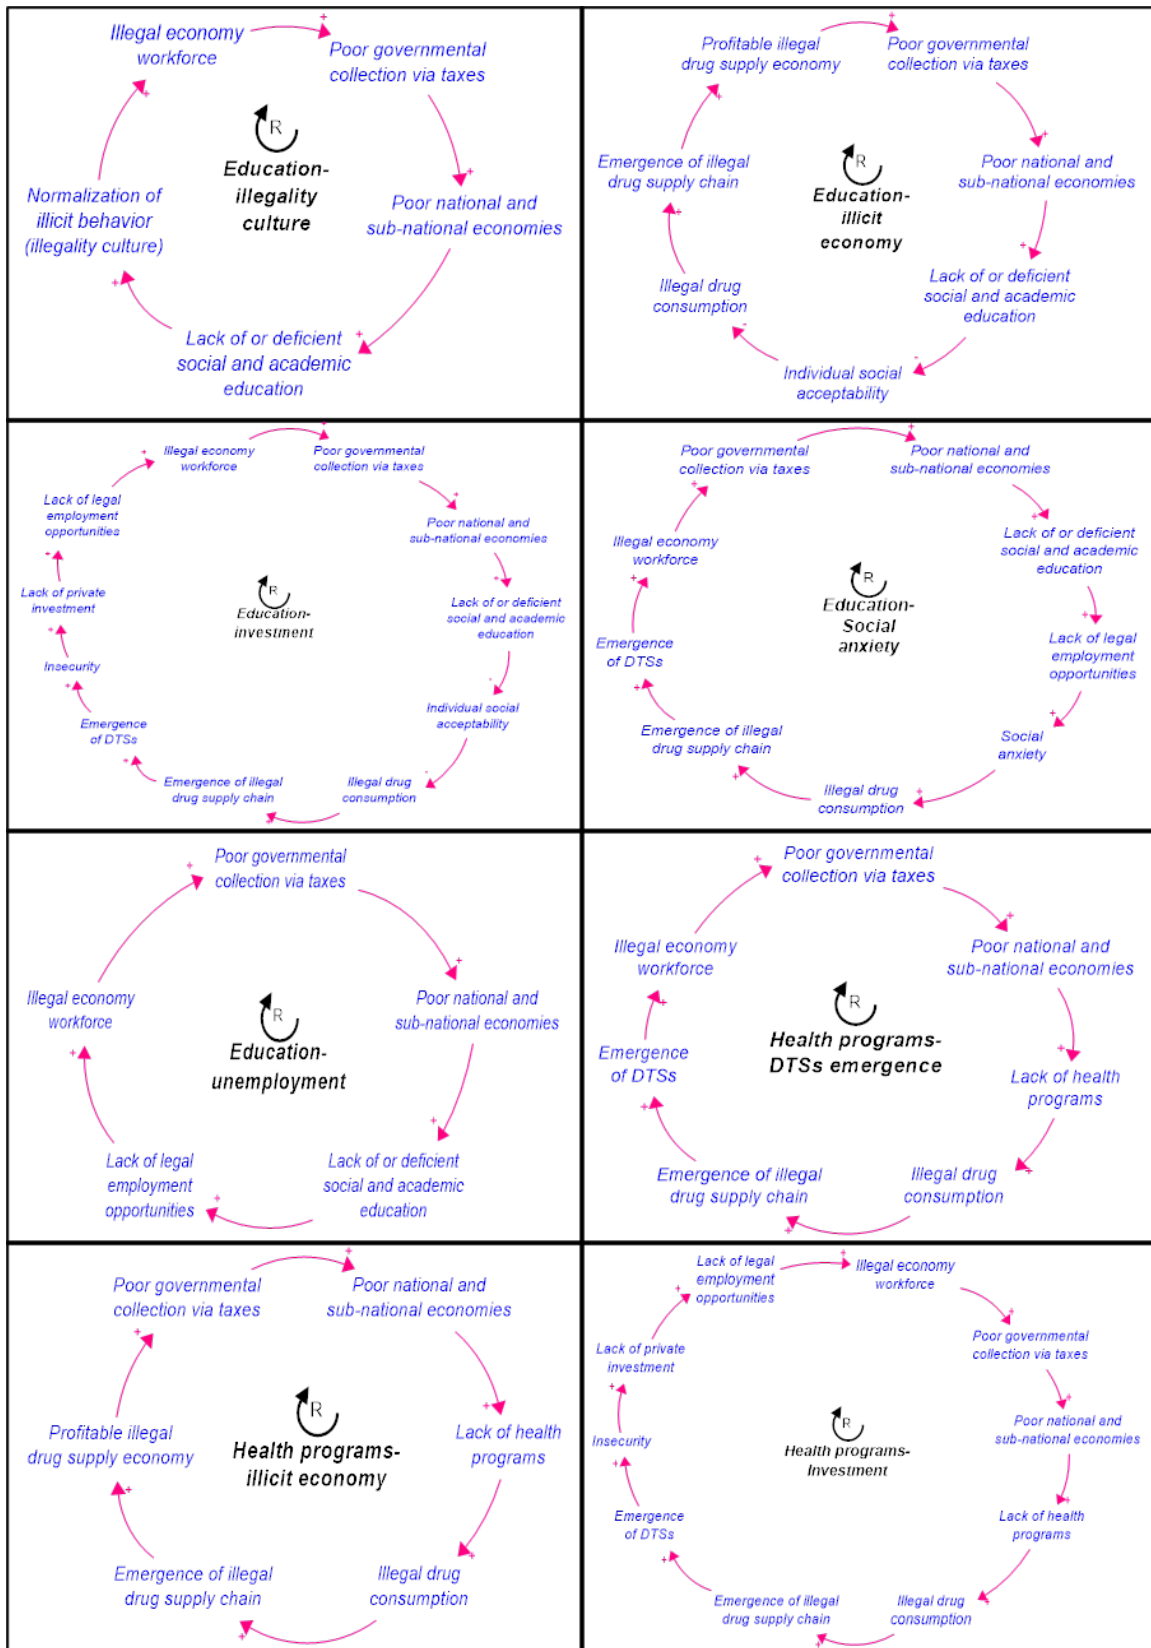 Illegal economy
workforce
Poor governmental
collection via taxes
R
Education-
illegality
culture
Normalization of
illicit behavior
(illegality culture)
Poor national and
sub-national economies
Lack of or deficient
social and academic
education
Profitable illegal
drug supply economy
Poor governmental
collection via taxes
Emergence of illegal
drug supply chain
R
Education-
illicit
economy
Poor national and
sub-national economies
Illegal drug
consumption
Lack of or deficient
social and academic
education
Individual social
acceptability
Illegal economy
workforce
Poor governmental
collection via taxes
Lack of legal
employment
opportunities
Poor national and
sub-national economies
Lack of private
investment
R
Education-
investment
Lack of or deficient
social and academic
education
Insecurity
Individual social
acceptability
Emergence
of DTSs
Emergence of illegal
drug supply chain
Illegal drug
consumption
Poor governmental
collection via taxes
Poor national and
sub-national economies
Illegal economy
workforce
R
Education-
Social
anxiety
Lack of or deficient
social and academic
education
Emergence
of DTSs
Lack of legal
employment
opportunities
Emergence of illegal
drug supply chain
Social
anxiety
Illegal drug
consumption
Poor governmental
collection via taxes
Illegal economy
workforce
R
Education-
unemployment
Poor national and
sub-national economies
Lack of legal
employment
opportunities
Lack of or deficient
social and academic
education
Poor governmental
collection via taxes
Illegal economy
workforce
Poor national and
sub-national economies
R
Health programs-
DTSs emergence
Emergence
of DTSs
Lack of health
programs
Emergence of illegal
drug supply chain
Illegal drug
consumption
Poor governmental
collection via taxes
Poor national and
sub-national economies
Profitable illegal
drug supply economy
R
Health programs-
illicit economy
Lack of health
programs
Emergence of illegal
drug supply chain
Illegal drug
consumption
Lack of legal
employment
opportunities
Illegal economy
workforce
Lack of private
investment
Poor governmental
collection via taxes
Insecurity
R
Health programs-
Investment
Poor national and
sub-national economies
Emergence
of DTSs
Lack of health
programs
Emergence of illegal
drug supply chain
Illegal drug
consumption